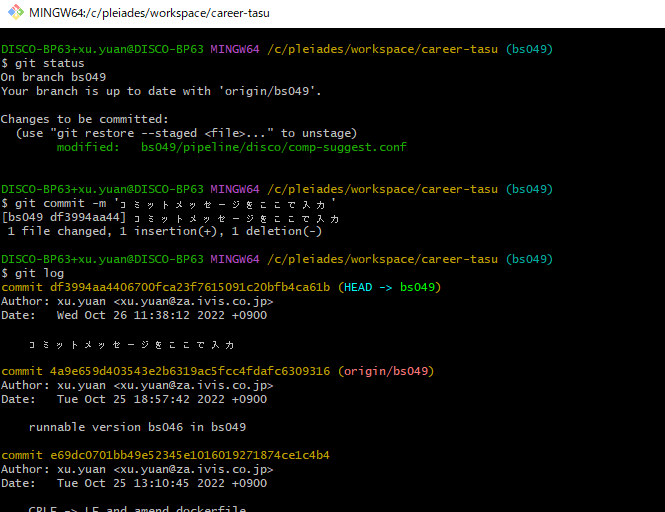 MINGW64:/c/pleiades/workspace/career-tasu
DISCO-BP63+xu.yuan@DISCO-BP63 MINGW64 /c/pleiades/workspace/career-tasu (bs049)
$ git status
On branch bs049
Your branch is up to date with 'origin/bs049'.
Changes to be committed:
(use "git restore --staged <file>..." to unstage)
modified: bs049/pipeline/disco/comp-suggest.conf
DISCO-BP63+xu.yuan@DISCO-BP63 MINGW64 /c/pleiades/workspace/career-tasu (bs049)
$ git commit -m 'コミットメッセージをここで入力'
[bs049 df3994aa44] コミットメッセージをここで入力
1 file changed, 1 insertion(+), 1 deletion(-)
DISCO-BP63+xu.yuan@DISCO-BP63 MINGW64 /c/pleiades/workspace/career-tasu (bs049)
$ git log
commit df3994aa4406700fca23f7615091c20bfb4ca61b (HEAD -> bs049)
Author: xu.yuan <xu.yuan@za.ivis.co.jp>
Date: Wed Oct 26 11:38:12 2022 +0900
コミットメッセージをここで入力
commit 4a9e659d403543e2b6319ac5fcc4fdafc6309316 (origin/bs049)
Author: xu.yuan <xu.yuan@za.ivis.co.jp>
Date: Tue Oct 25 18:57:42 2022 +0900
runnable version bs046 in bs049
commit e69dc0701bb49e52345e1016019271874ce1c4b4
Author: xu.yuan <xu.yuan@za.ivis.co.jp>
Date: Tue Oct 25 13:10:45 2022 +0900
CRLF -> LF and amend dockerfile